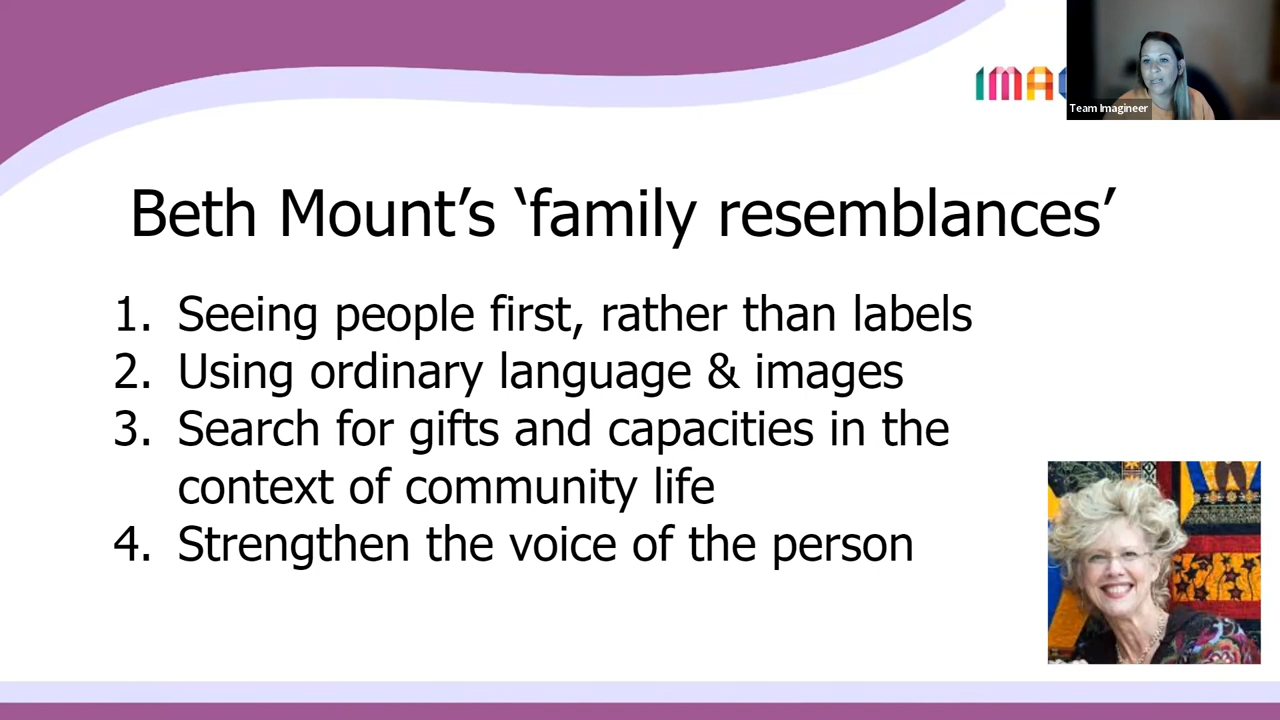 IMA
Team Imagineer
Beth Mount’s ‘family resemblances’
1. Seeing people first, rather than labels
2. Using ordinary language & images
3. Search for gifts and capacities in the
context of community life
4. Strengthen the voice of the person